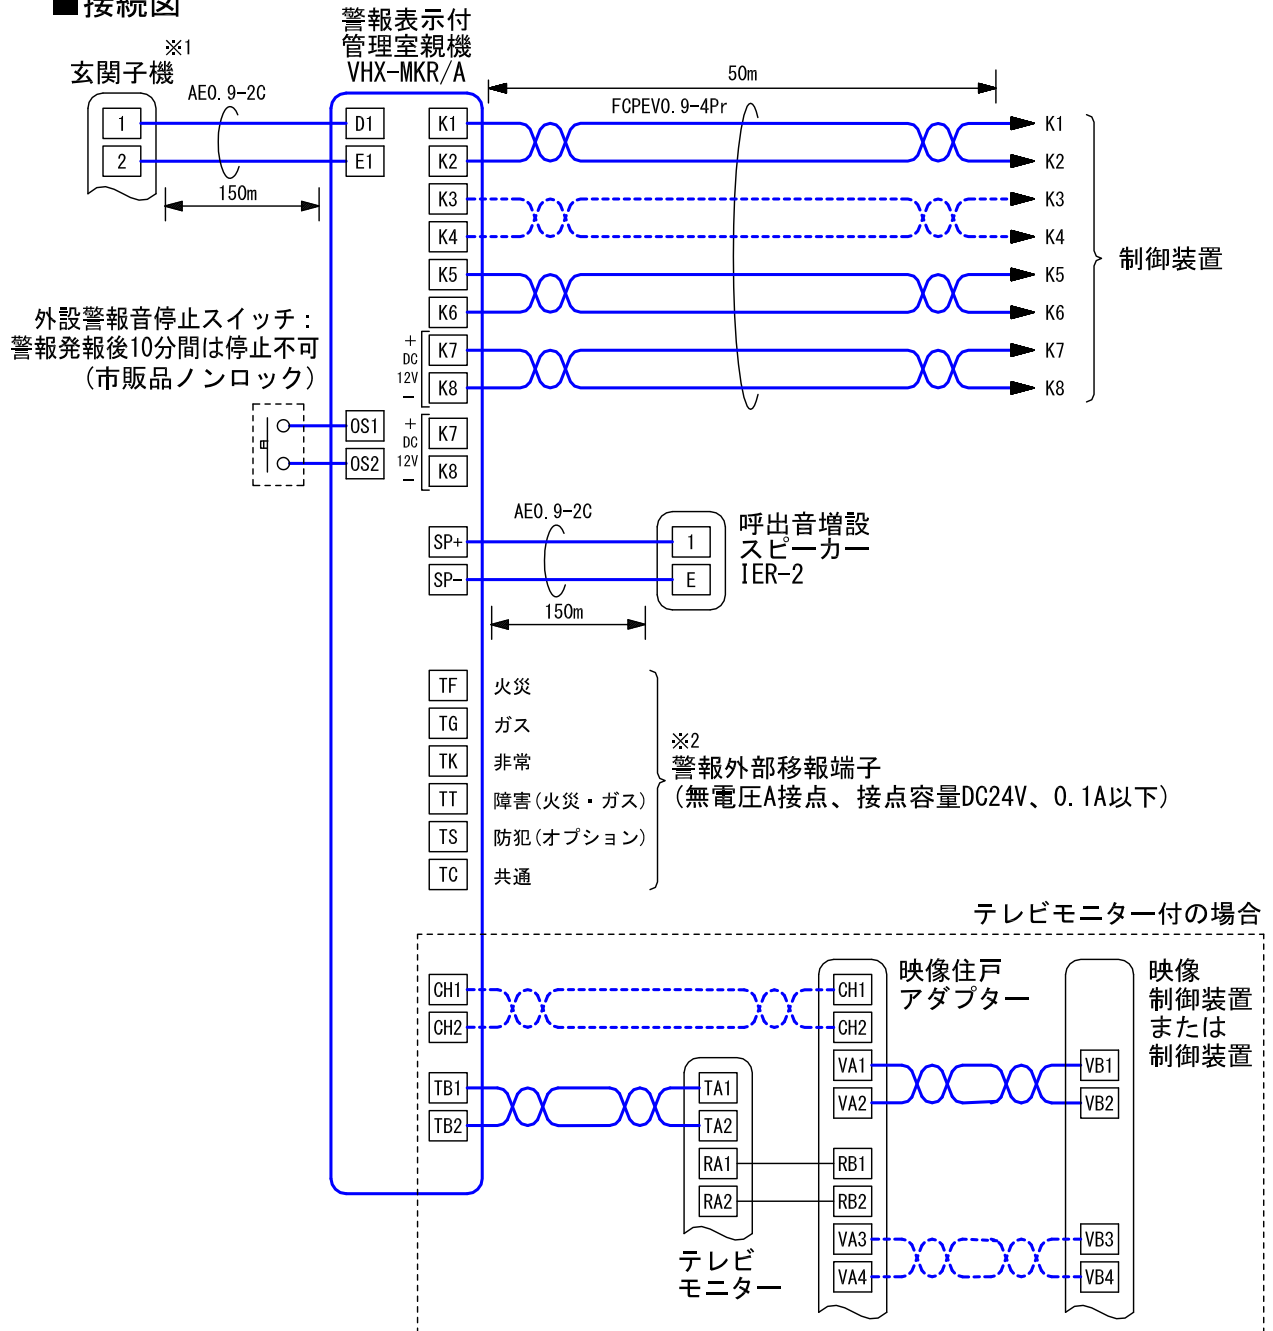 ■接続図
※1
玄関子機
警報表示付
管理室親機
VHX-MKR/A
AE0.9-2C
50m
FCPEV0.9-4Pr
1
2
150m
D1
E1
K1
K2
K3
K4
K5
K6
+
DC
12V
-
K7
K8
+
DC
12V
-
K7
K8
K1
K2
K3
K4
K5
K6
K7
K8
制御装置
外設警報音停止スイッチ：
警報発報後10分間は停止不可
(市販品ノンロック)
OS1
OS2
SP+
SP-
AE0.9-2C
150m
1
E
呼出音増設
スピーカー
IER-2
TF 火災
TG ガス
TK 非常
TT 障害(火災・ガス)
TS 防犯(オプション)
TC 共通
※2
警報外部移報端子
(無電圧A接点、接点容量DC24V、0.1A以下)
テレビモニター付の場合
CH1
CH2
TB1
TB2
TA1
TA2
RA1
RA2
テレビ
モニター
CH1
CH2
VA1
VA2
RB1
RB2
VA3
VA4
映像住戸
アダプター
VB1
VB2
VB3
VB4
映像
制御装置
または
制御装置